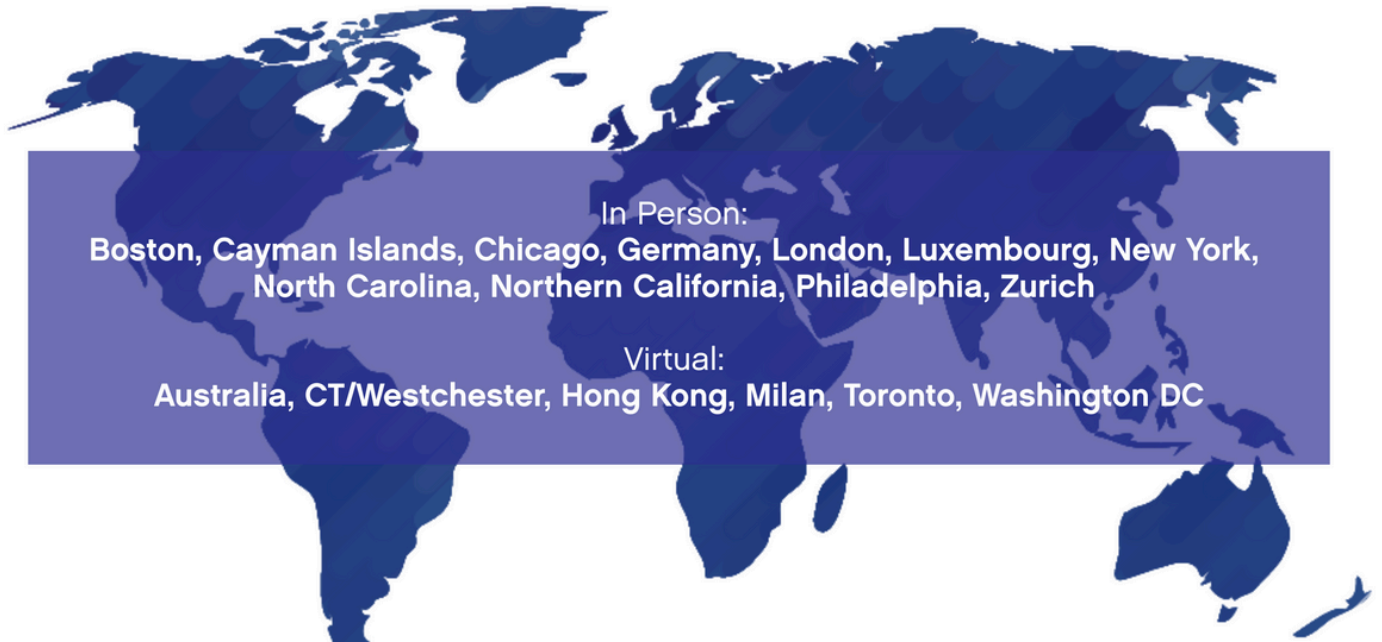 In Person:
Boston, Cayman Islands, Chicago, Germany, London, Luxembourg, New York,
North Carolina, Northern California, Philadelphia, Zurich
Virtual:
Australia, CT/Westchester, Hong Kong, Milan, Toronto, Washington DC